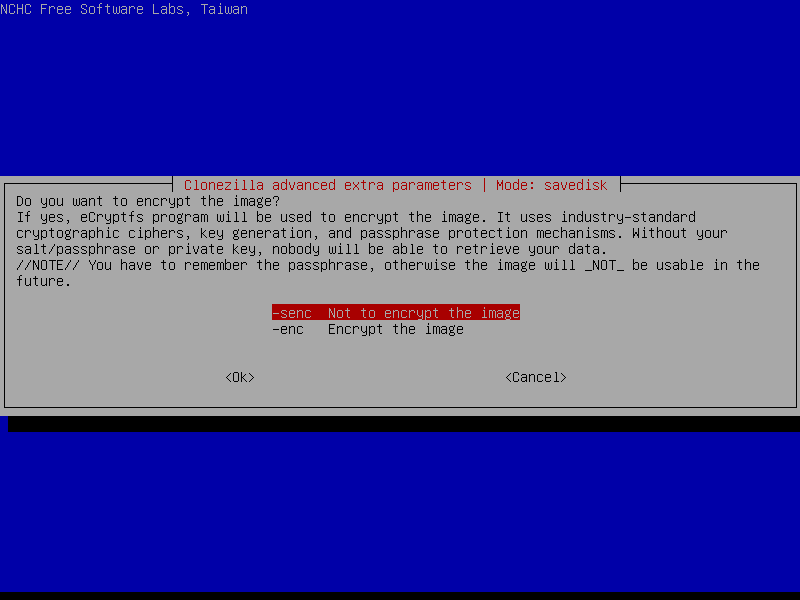 NCHC Free Software Labs, Taiwan
Clonezilla advanced extra parameters | Mode: savedisk
Do you want to encrypt the image?
If yes, eCryptfs program will be used to encrypt the image. It uses industry-standard
cryptographic ciphers, key generation, and passphrase protection mechanisms. Without your
salt/passphrase or private key, nobody will be able to retrieve your data.
//NOTE// You have to remember the passphrase, otherwise the image will _NOT_ be usable in the
future.
-senc Not to encrypt the image
-enc Encrypt the image
<Ok> <Cancel>